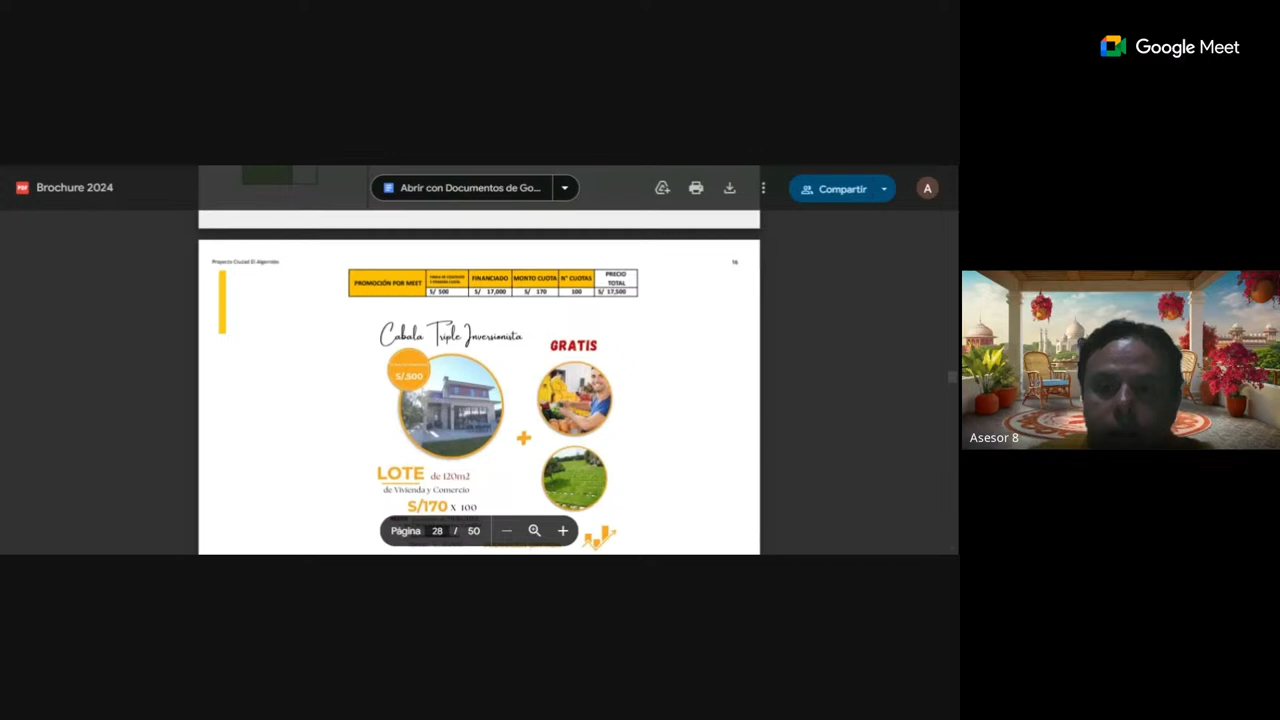 Google Meet
Brochure 2024
Abrir con Documentos de Go...
Compartir
A
Proyecto Ciudad El Algarrobo
16
PROMOCIÓN POR MEET
FINANCIADO
MONTO CUOTA
N° CUOTAS
PRECIO TOTAL
S/ 500
S/ 17,000
S/ 170
100
S/ 17,500
Cabala Triple Inversionista
GRATIS
S/.500
LOTE de 120m2
de Vivienda y Comercio
S/170 X 100
Página 28 / 50
Asesor 8